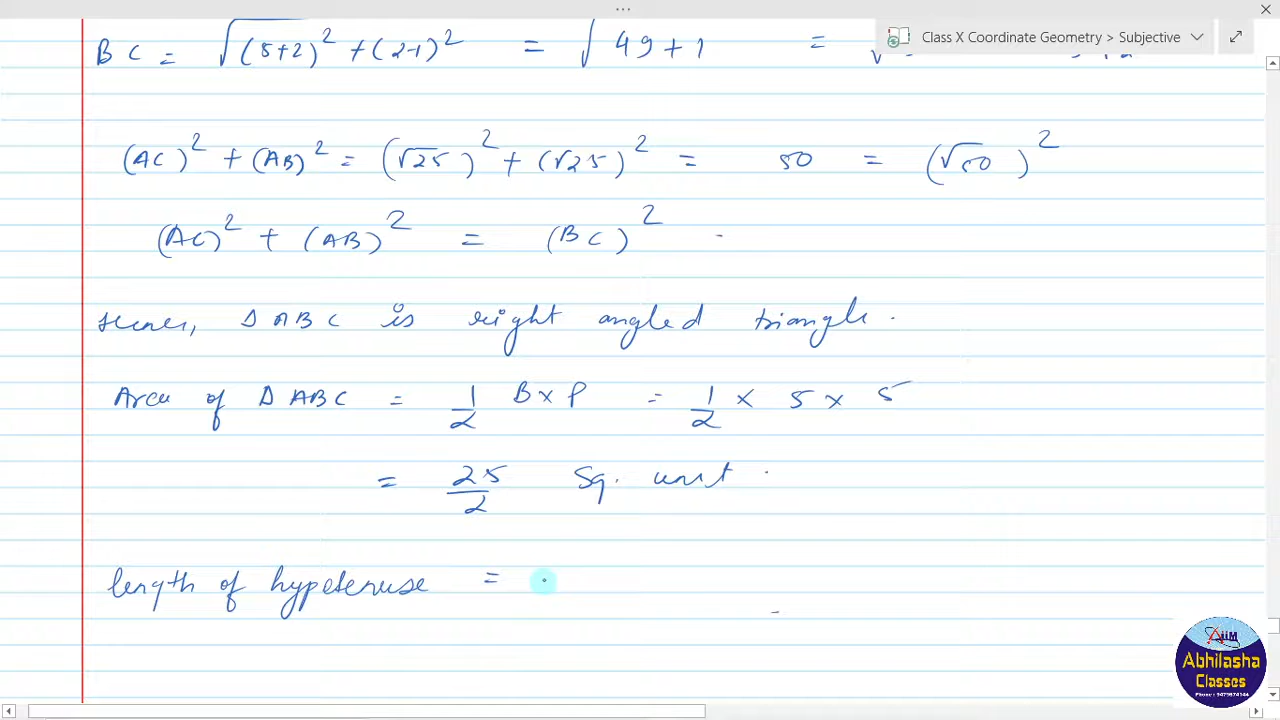 Class X Coordinate Geometry > Subjective
BC = √(5+2)² + (2-1)² = √49+1 =
(AC)² + (AB)² = (√25)² + (√25)² = 50 = (√50)²
(AC)² + (AB)² = (BC)²
Hence, Δ ABC is right angled triangle.
Area of Δ ABC = 1/2 B × P = 1/2 × 5 × 5
= 25/2 Sq. unit.
length of hypotenuse =
AIIM
Abhilasha
Classes